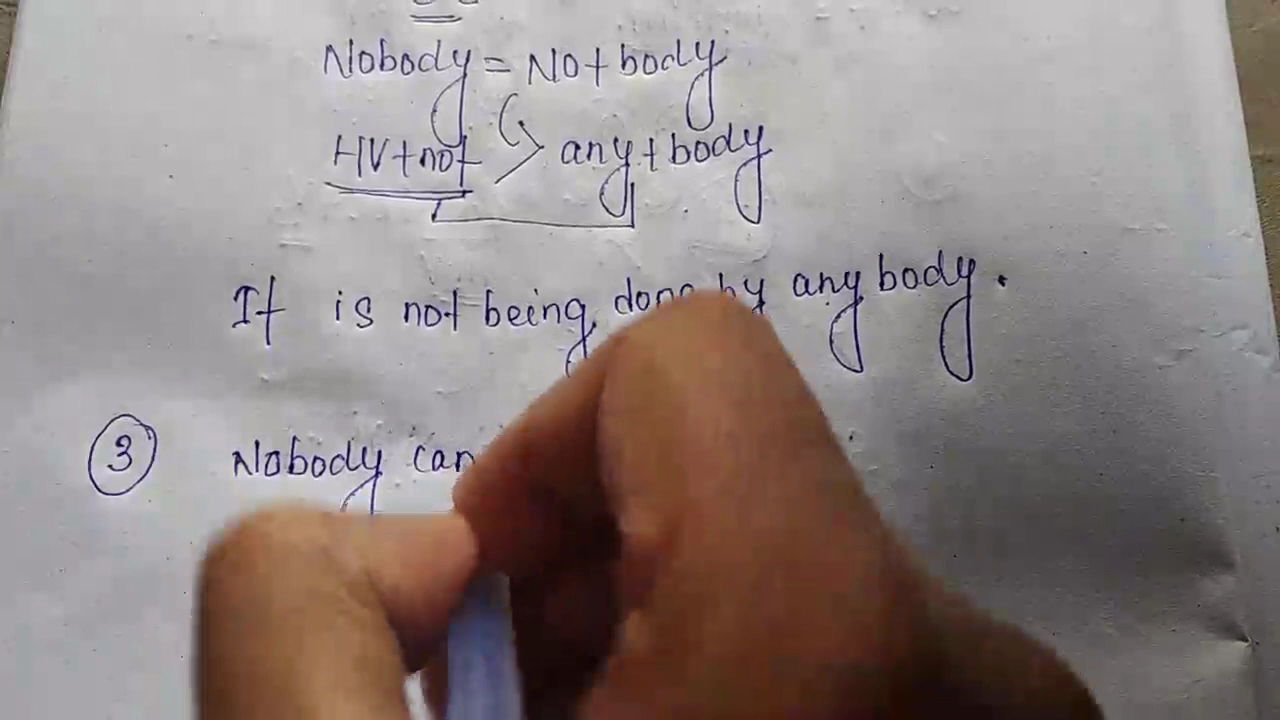 Nobody = No + body
HV + not > any + body
It is not being done by any body.
3 Nobody can